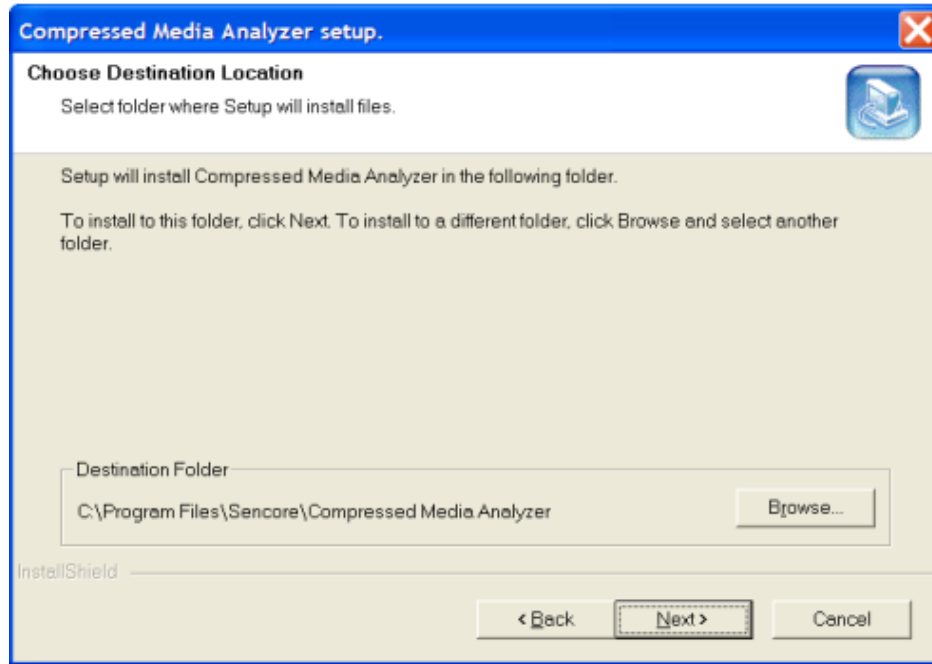 Compressed Media Analyzer setup.
Choose Destination Location
Select folder where Setup will install files.
Setup will install Compressed Media Analyzer in the following folder.
To install to this folder, click Next. To install to a different folder, click Browse and select another
folder.
Destination Folder
C:\Program Files\Sencore\Compressed Media Analyzer
Browse...
InstallShield
< Back
Next >
Cancel